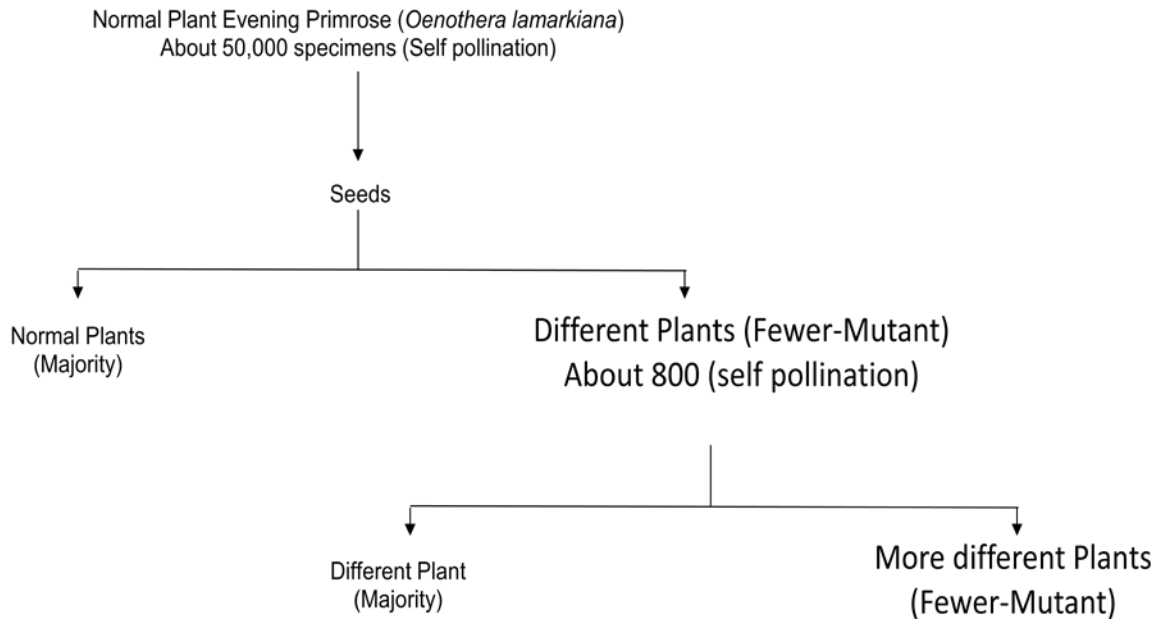 Normal Plant Evening Primrose (Oenothera lamarkiana)
About 50,000 specimens (Self pollination)
Seeds
Normal Plants
(Majority)
Different Plants (Fewer-Mutant)
About 800 (self pollination)
Different Plant
(Majority)
More different Plants
(Fewer-Mutant)